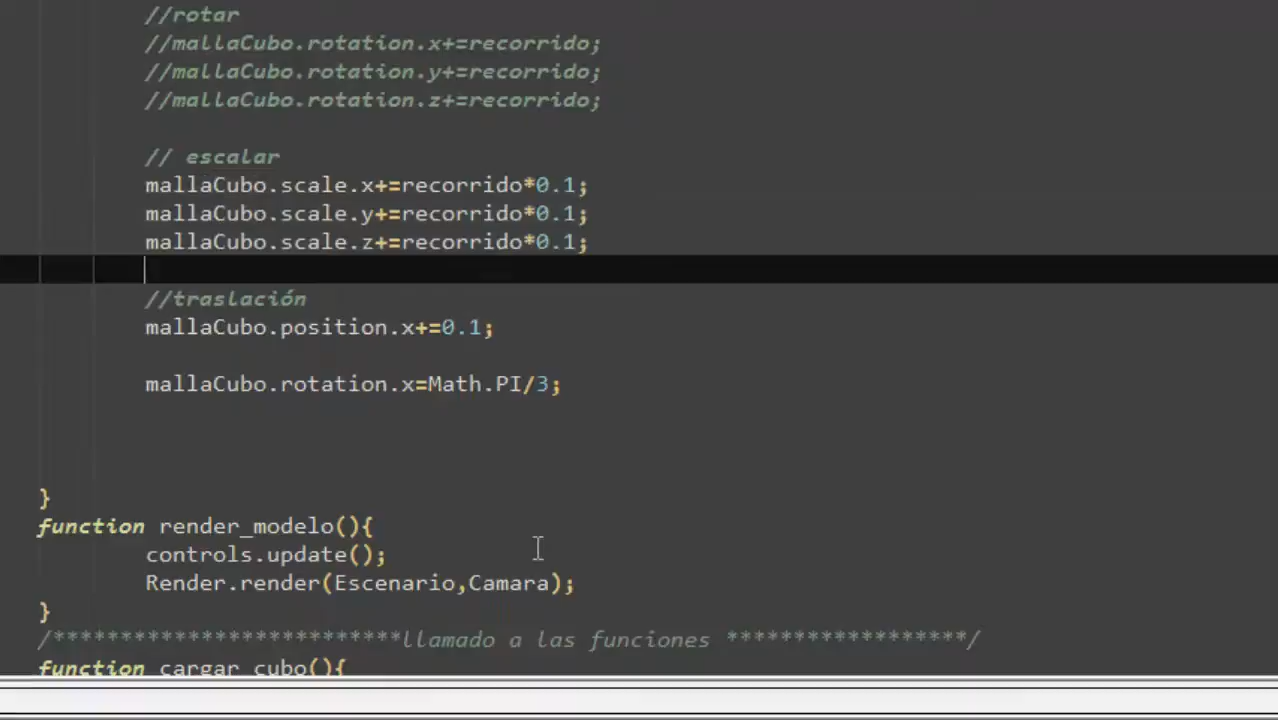 //rotar
//mallaCubo.rotation.x+=recorrido;
//mallaCubo.rotation.y+=recorrido;
//mallaCubo.rotation.z+=recorrido;
// escalar
mallaCubo.scale.x+=recorrido*0.1;
mallaCubo.scale.y+=recorrido*0.1;
mallaCubo.scale.z+=recorrido*0.1;
//traslación
mallaCubo.position.x+=0.1;
mallaCubo.rotation.x=Math.PI/3;
}
function render_modelo(){
controls.update();
Render.render(Escenario,Camara);
}
/**************************llamado a las funciones ******************/
function cargar_cubo(){